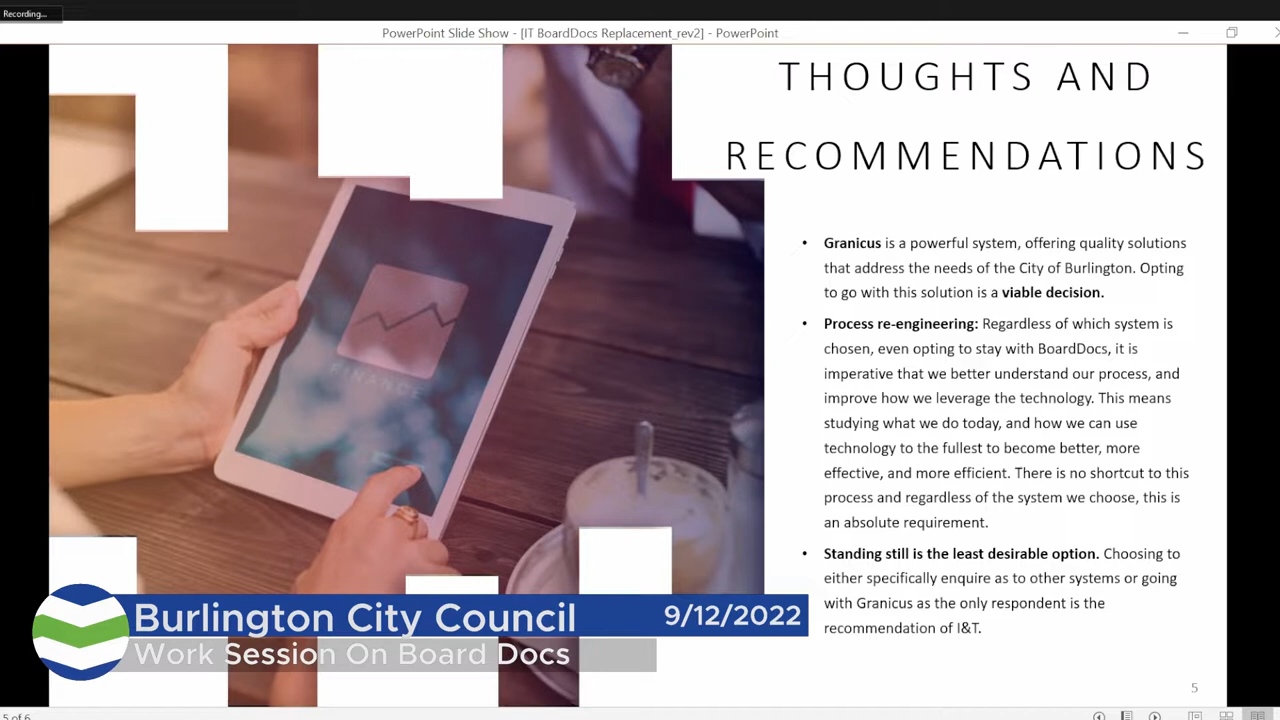 Recording...
PowerPoint Slide Show - [IT BoardDocs Replacement_rev2] - PowerPoint
THOUGHTS AND
RECOMMENDATIONS
• Granicus is a powerful system, offering quality solutions
that address the needs of the City of Burlington. Opting
to go with this solution is a viable decision.
• Process re-engineering: Regardless of which system is
chosen, even opting to stay with BoardDocs, it is
imperative that we better understand our process, and
improve how we leverage the technology. This means
studying what we do today, and how we can use
technology to the fullest to become better, more
effective, and more efficient. There is no shortcut to this
process and regardless of the system we choose, this is
an absolute requirement.
• Standing still is the least desirable option. Choosing to
either specifically enquire as to other systems or going
with Granicus as the only respondent is the
recommendation of I&T.
FINANCE
Burlington City Council 9/12/2022
Work Session On Board Docs
5
5 of 6